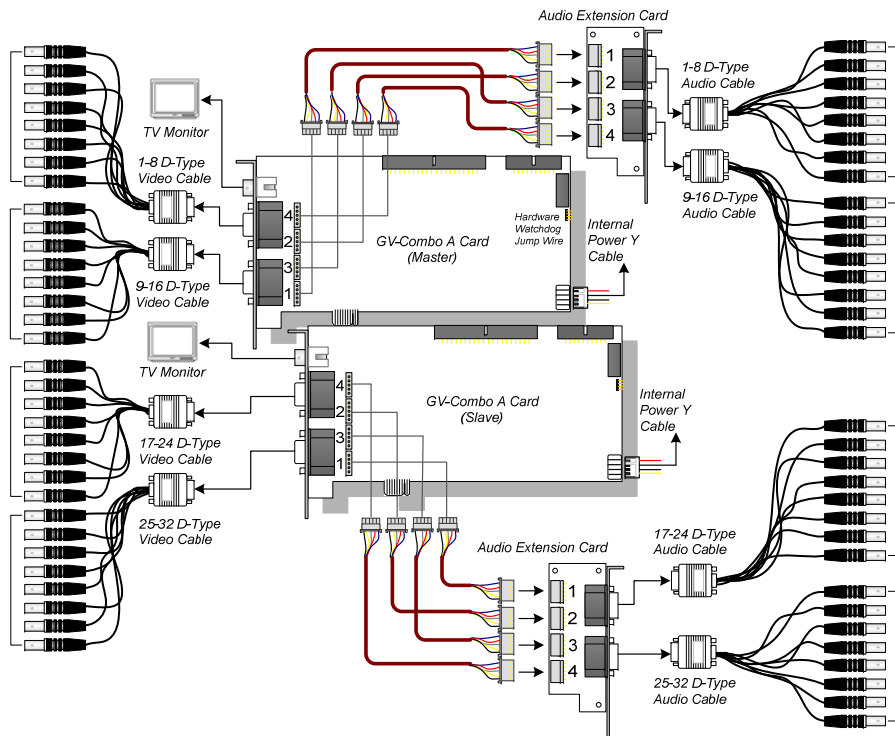 Audio Extension Card
1
2
3
4
1-8 D-Type
Audio Cable
9-16 D-Type
Audio Cable
TV Monitor
1-8 D-Type
Video Cable
9-16 D-Type
Video Cable
4
2
3
1
GV-Combo A Card
(Master)
Hardware
Watchdog
Jump Wire
Internal
Power Y
Cable
TV Monitor
17-24 D-Type
Video Cable
25-32 D-Type
Video Cable
4
2
3
1
GV-Combo A Card
(Slave)
Internal
Power Y
Cable
Audio Extension Card
1
2
3
4
17-24 D-Type
Audio Cable
25-32 D-Type
Audio Cable